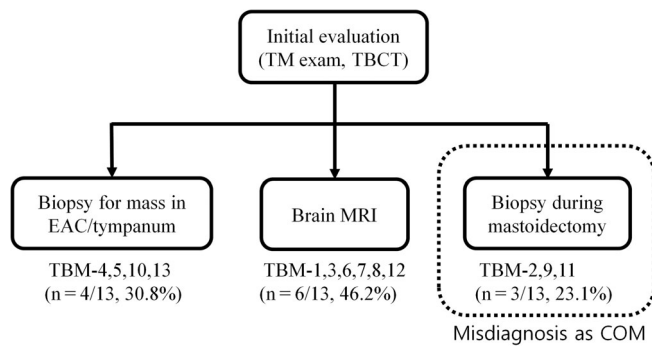 Initial evaluation
(TM exam, TBCT)
Biopsy for mass in
EAC/tympanum
TBM-4,5,10,13
(n = 4/13, 30.8%)
Brain MRI
TBM-1,3,6,7,8,12
(n = 6/13, 46.2%)
Biopsy during
mastoidectomy
TBM-2,9,11
(n = 3/13, 23.1%)
Misdiagnosis as COM